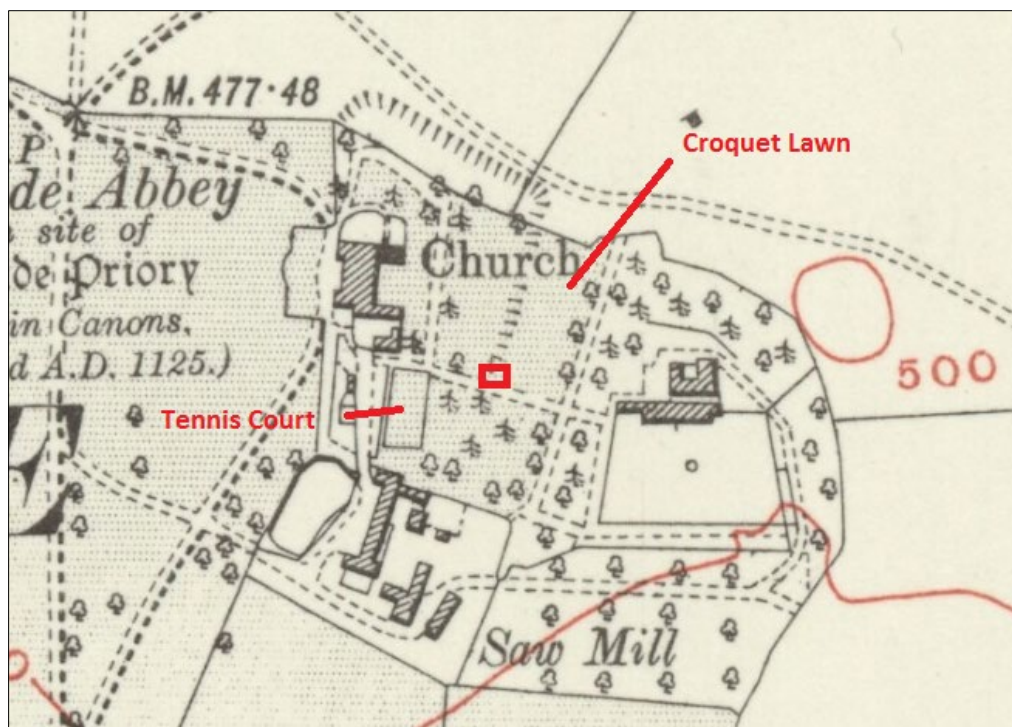 B.M. 477·48
Croquet Lawn
P
de Abbey
site of
de Priory
in Canons,
d A.D. 1125.)
Church
500
Tennis Court
Saw Mill